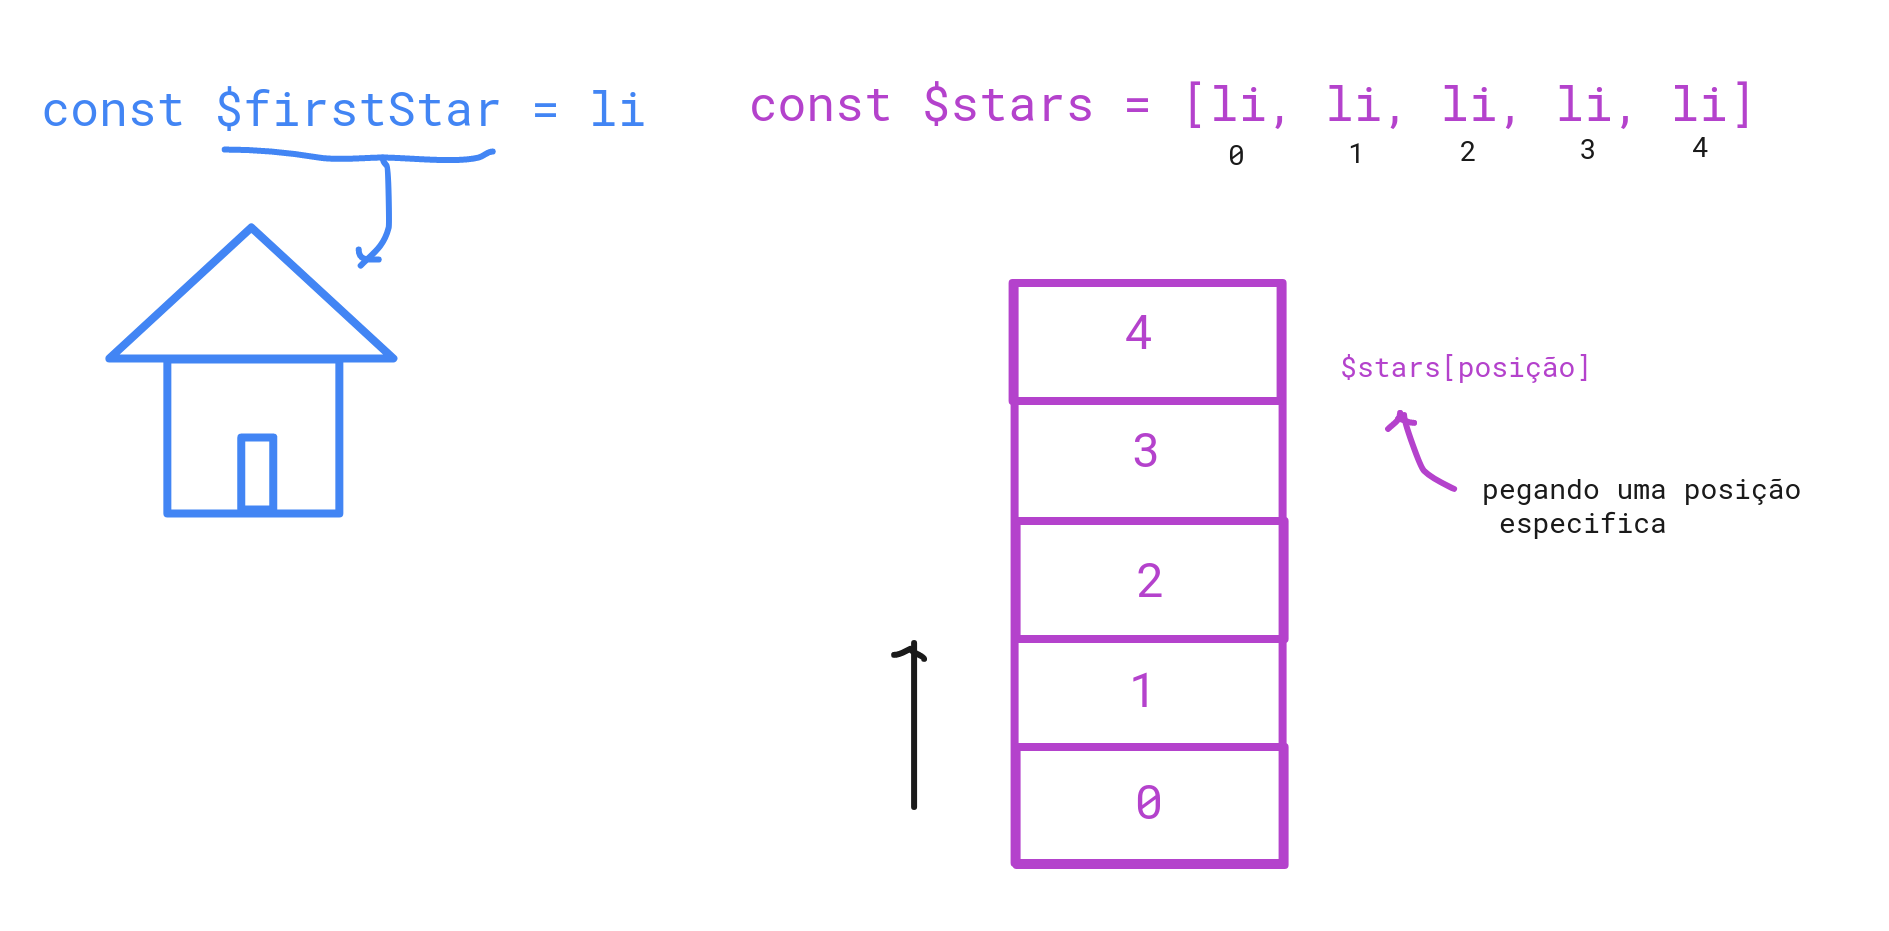 const $firstStar = li
const $stars = [li, li, li, li, li]
0 1 2 3 4
4
$stars[posição]
3
pegando uma posição
especifica
2
1
0